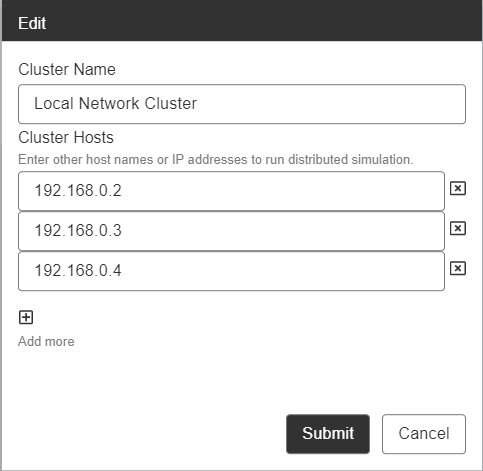 Edit
Cluster Name
Local Network Cluster
Cluster Hosts
Enter other host names or IP addresses to run distributed simulation.
192.168.0.2
192.168.0.3
192.168.0.4
Add more
Submit Cancel